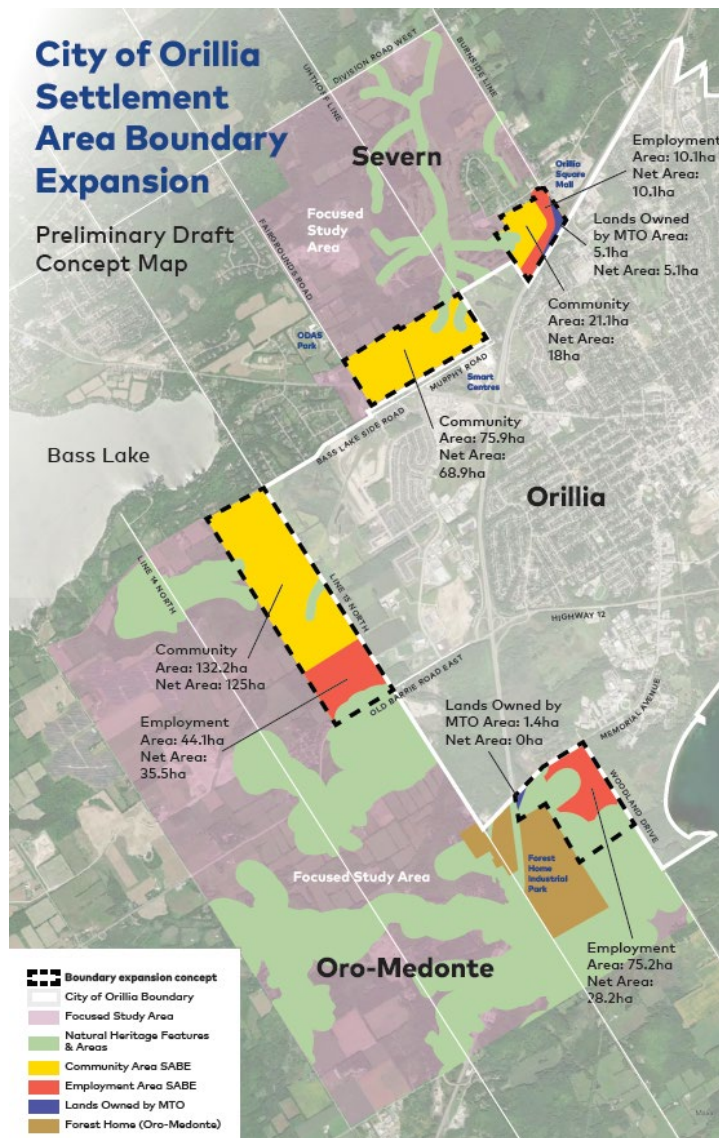 City of Orillia
Settlement
Area Boundary
Expansion
Preliminary Draft
Concept Map
DIVISION ROAD WEST
BURNSIDE LINE
UHTHOFF LINE
Severn
Orillia
Square
Mall
Employment
Area: 10.1ha
Net Area:
10.1ha
Focused
Study
Area
Lands Owned
by MTO Area:
5.1ha
Net Area: 5.1ha
FAIRGROUNDS ROAD
Community
Area: 21.1ha
Net Area:
18ha
ODAS
Park
MURPHY ROAD
Smart
Centres
BASS LAKE SIDE ROAD
Community
Area: 75.9ha
Net Area:
68.9ha
Bass Lake
Orillia
LINE 14 NORTH
LINE 15 NORTH
HIGHWAY 12
Community
Area: 132.2ha
Net Area: 125ha
OLD BARRIE ROAD EAST
Employment
Area: 44.1ha
Net Area:
35.5ha
Lands Owned by
MTO Area: 1.4ha
Net Area: 0ha
MEMORIAL AVENUE
WOODLAND DRIVE
Forest
Home
Industrial
Park
Focused Study Area
Oro-Medonte
Employment
Area: 75.2ha
Net Area:
28.2ha
Boundary expansion concept
City of Orillia Boundary
Focused Study Area
Natural Heritage Features
& Areas
Community Area SABE
Employment Area SABE
Lands Owned by MTO
Forest Home (Oro-Medonte)